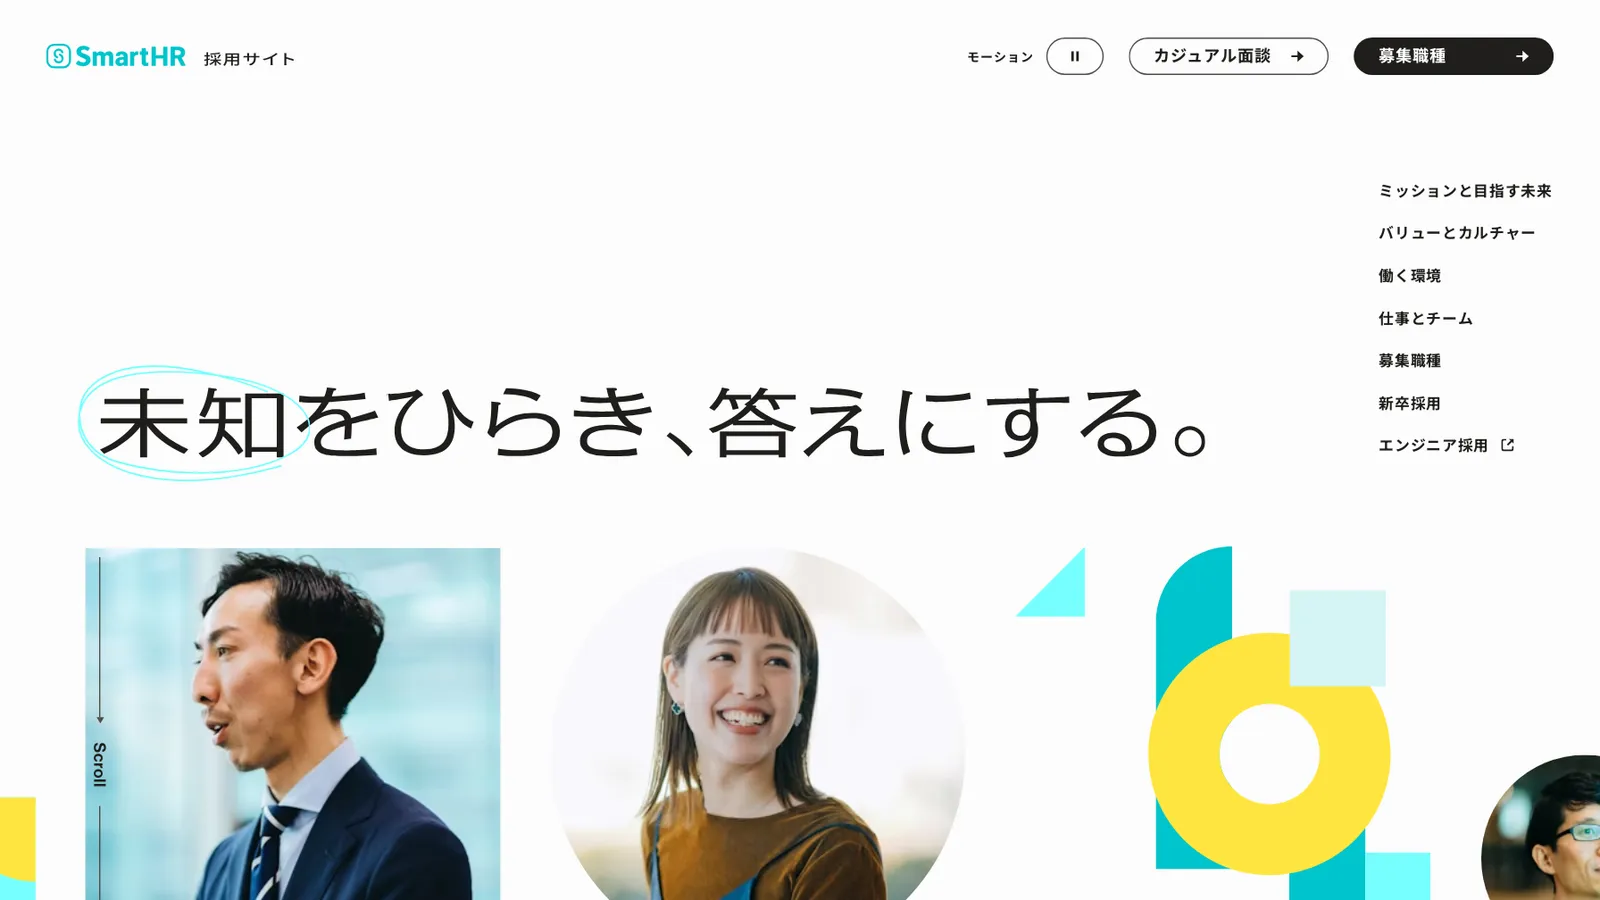 SmartHR 採用サイト
モーション
カジュアル面談
募集職種
ミッションと目指す未来
バリューとカルチャー
働く環境
仕事とチーム
募集職種
新卒採用
エンジニア採用
未知をひらき、答えにする。
Scroll